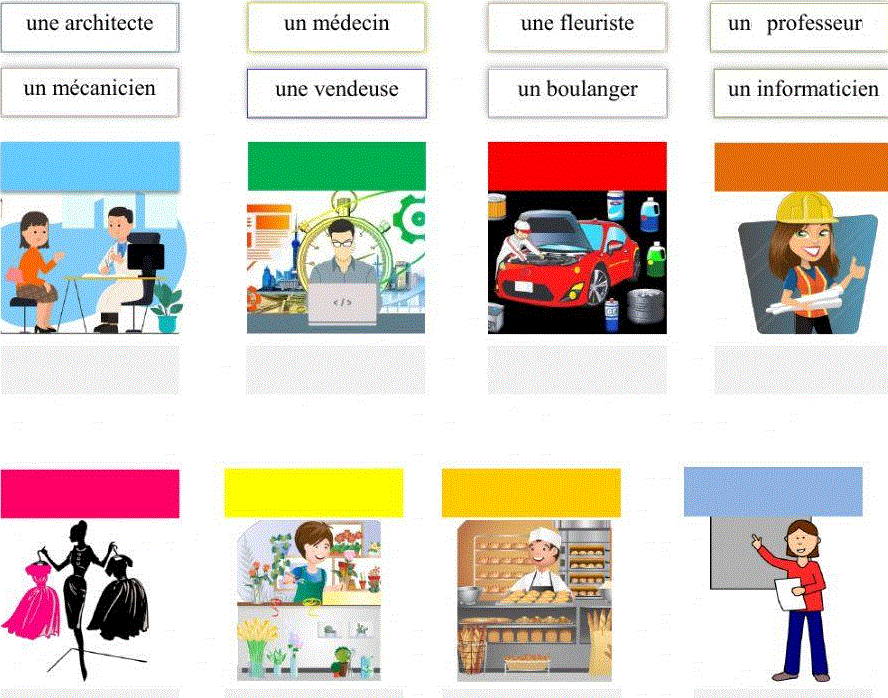 une architecte
un médecin
une fleuriste
un professeur
un mécanicien
une vendeuse
un boulanger
un informaticien
</>